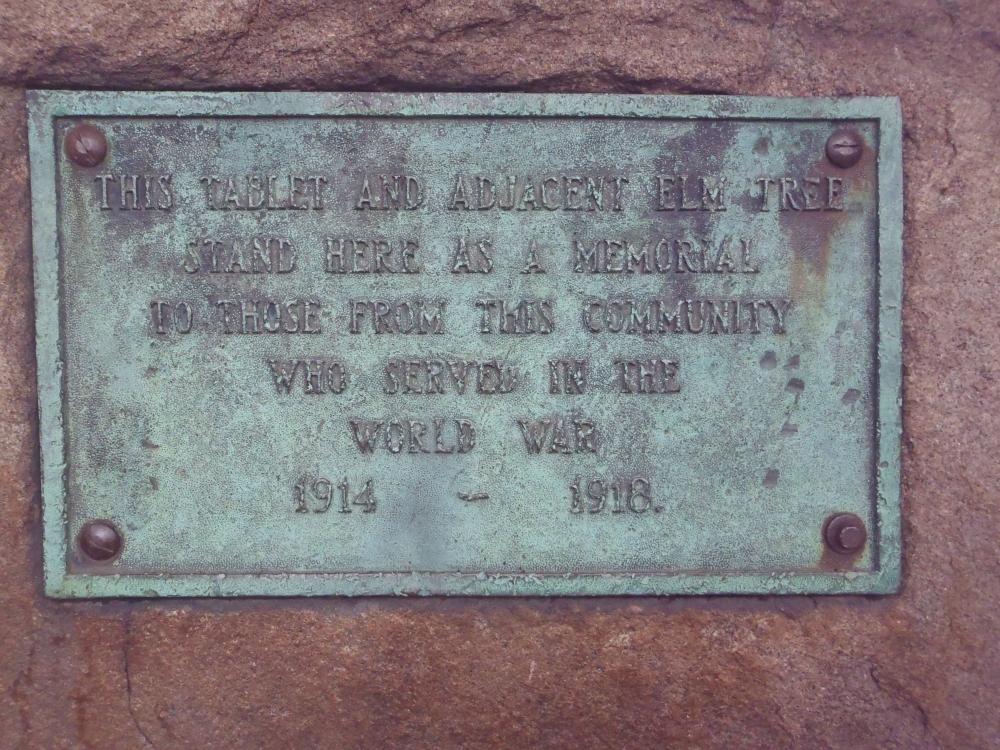 THIS TABLET AND ADJACENT ELM TREE
STAND HERE AS A MEMORIAL
TO THOSE FROM THIS COMMUNITY
WHO SERVED IN THE
WORLD WAR
1914 - 1918.